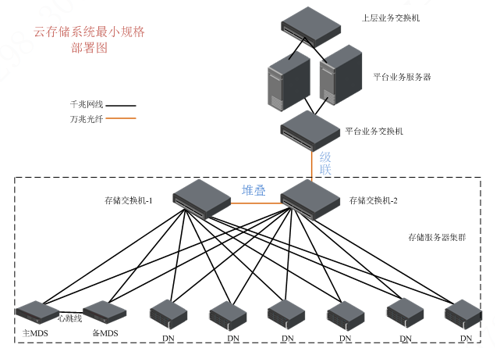 云存储系统最小规格
部署图
上层业务交换机
平台业务服务器
千兆网线
万兆光纤
平台业务交换机
级
联
堆叠
存储交换机-1
存储交换机-2
存储服务器集群
心跳线
主MDS
备MDS
DN
DN
DN
DN
DN
DN